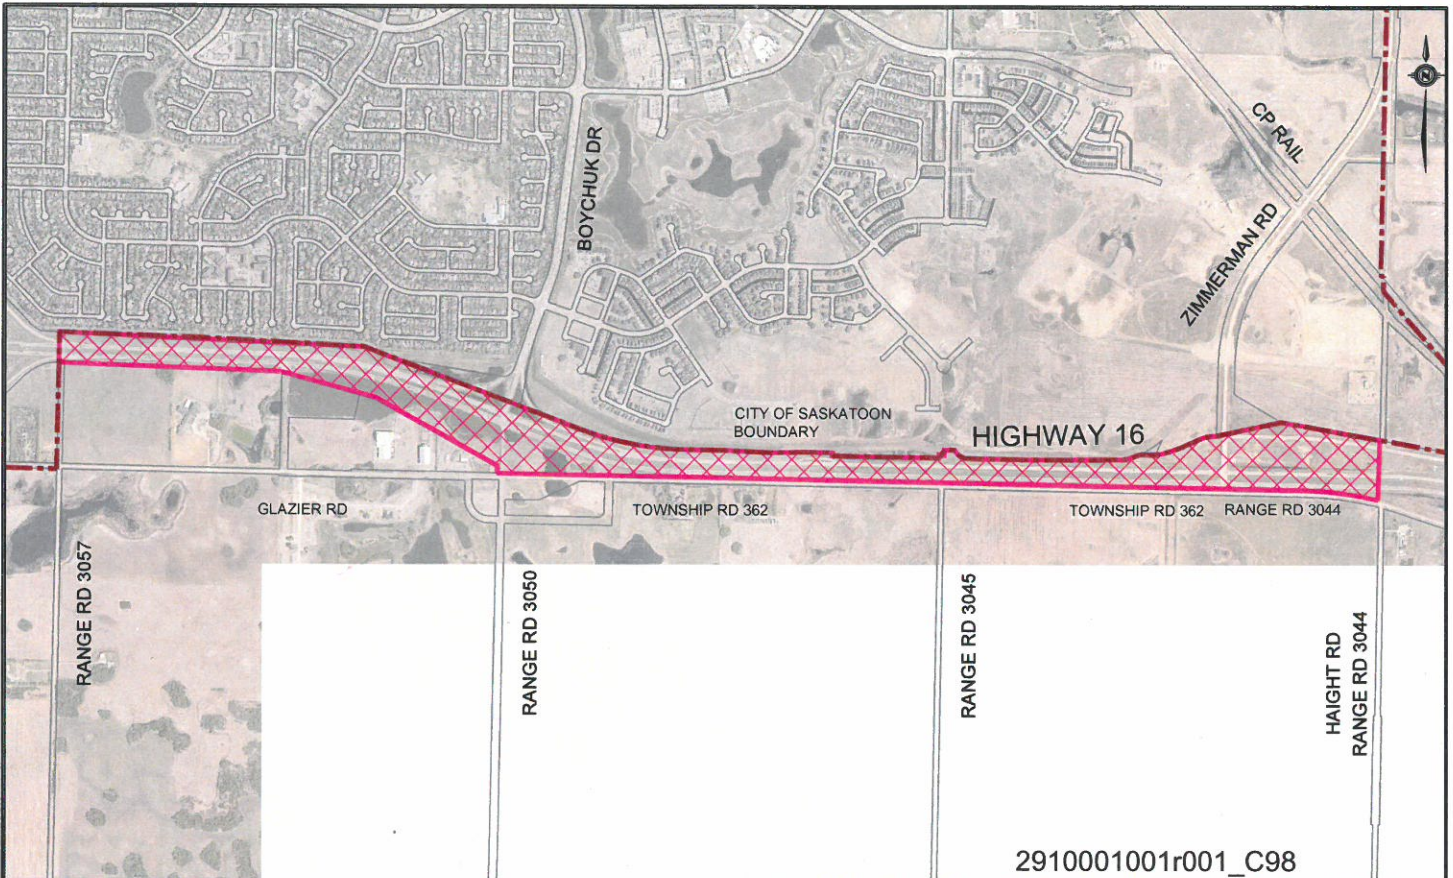 CP RAIL
BOYCHUK DR
ZIMMERMAN RD
CITY OF SASKATOON
BOUNDARY
HIGHWAY 16
GLAZIER RD
TOWNSHIP RD 362
TOWNSHIP RD 362
RANGE RD 3044
RANGE RD 3057
RANGE RD 3050
RANGE RD 3045
HAIGHT RD
RANGE RD 3044
2910001001r001_C98